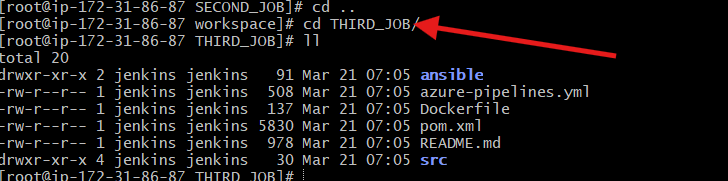 [root@ip-172-31-86-87 SECOND_JOB]# cd ..
[root@ip-172-31-86-87 workspace]# cd THIRD_JOB/
[root@ip-172-31-86-87 THIRD_JOB]# ll
total 20
drwxr-xr-x 2 jenkins jenkins   91 Mar 21 07:05 ansible
-rw-r--r-- 1 jenkins jenkins  508 Mar 21 07:05 azure-pipelines.yml
-rw-r--r-- 1 jenkins jenkins  137 Mar 21 07:05 Dockerfile
-rw-r--r-- 1 jenkins jenkins 5830 Mar 21 07:05 pom.xml
-rw-r--r-- 1 jenkins jenkins  978 Mar 21 07:05 README.md
drwxr-xr-x 4 jenkins jenkins   30 Mar 21 07:05 src
[root@ip-172-31-86-87 THIRD_JOB]#